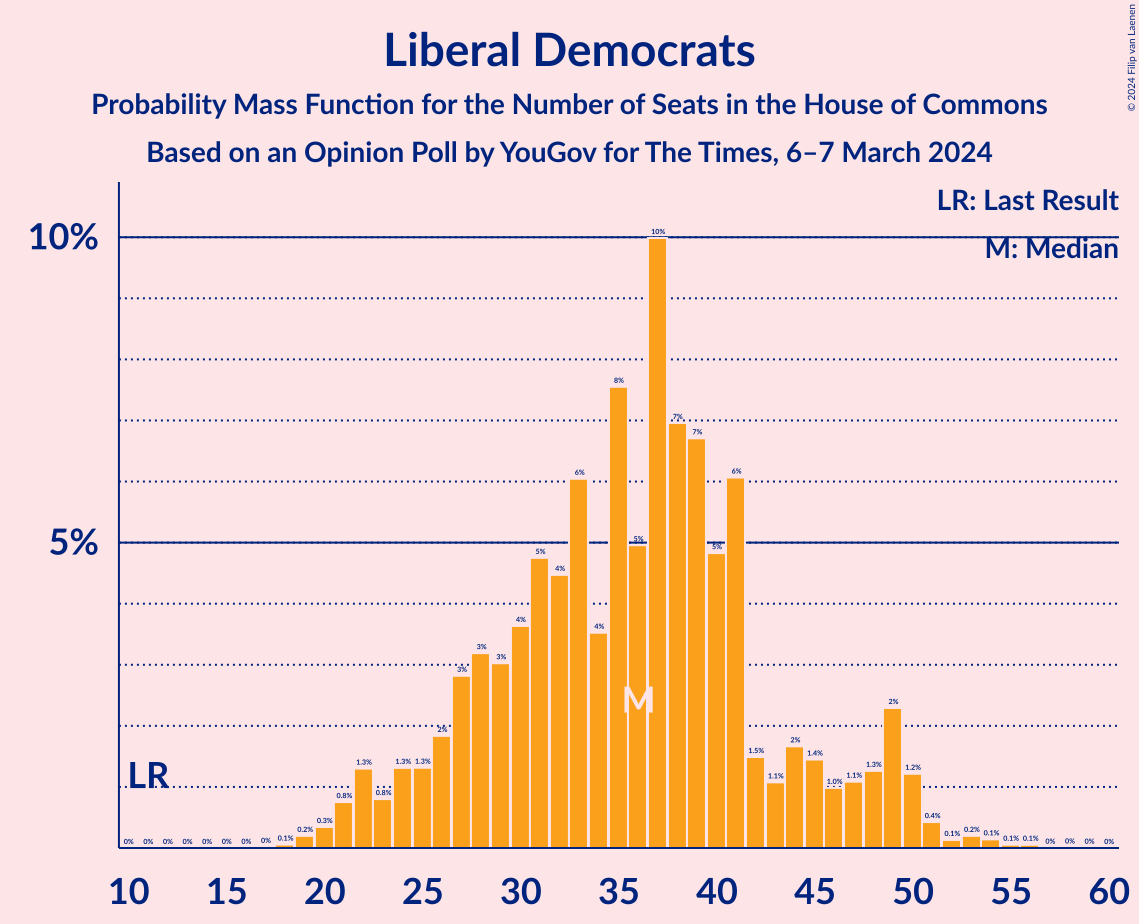 © 2024 Filip van Laenen
Liberal Democrats
Probability Mass Function for the Number of Seats in the House of Commons
Based on an Opinion Poll by YouGov for The Times, 6–7 March 2024
LR: Last Result
M: Median
10%
5%
0% 0% 0% 0% 0% 0% 0% 0% 0.1% 0.2% 0.3% 0.8% 1.3% 0.8% 1.3% 1.3% 2% 3% 3% 3% 4% 5% 4% 6% 4% 8% 5% 10% 7% 7% 5% 6% 1.5% 1.1% 2% 1.4% 1.0% 1.1% 1.3% 2% 1.2% 0.4% 0.1% 0.2% 0.1% 0.1% 0.1% 0% 0% 0% 0%
M
LR
10 15 20 25 30 35 40 45 50 55 60